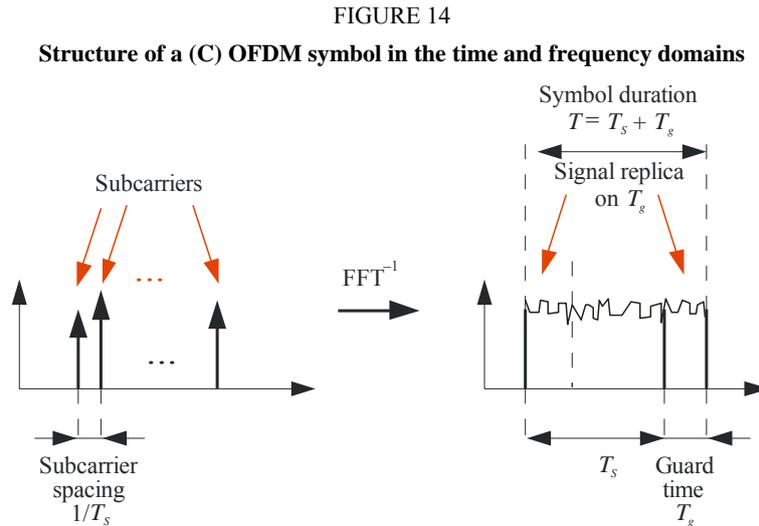 FIGURE 14
Structure of a (C) OFDM symbol in the time and frequency domains
Subcarriers
...
...
Subcarrier
spacing
1/Tₛ
FFT⁻¹
Symbol duration
T = Tₛ + T_g
Signal replica
on T_g
Tₛ
Guard
time
T_g